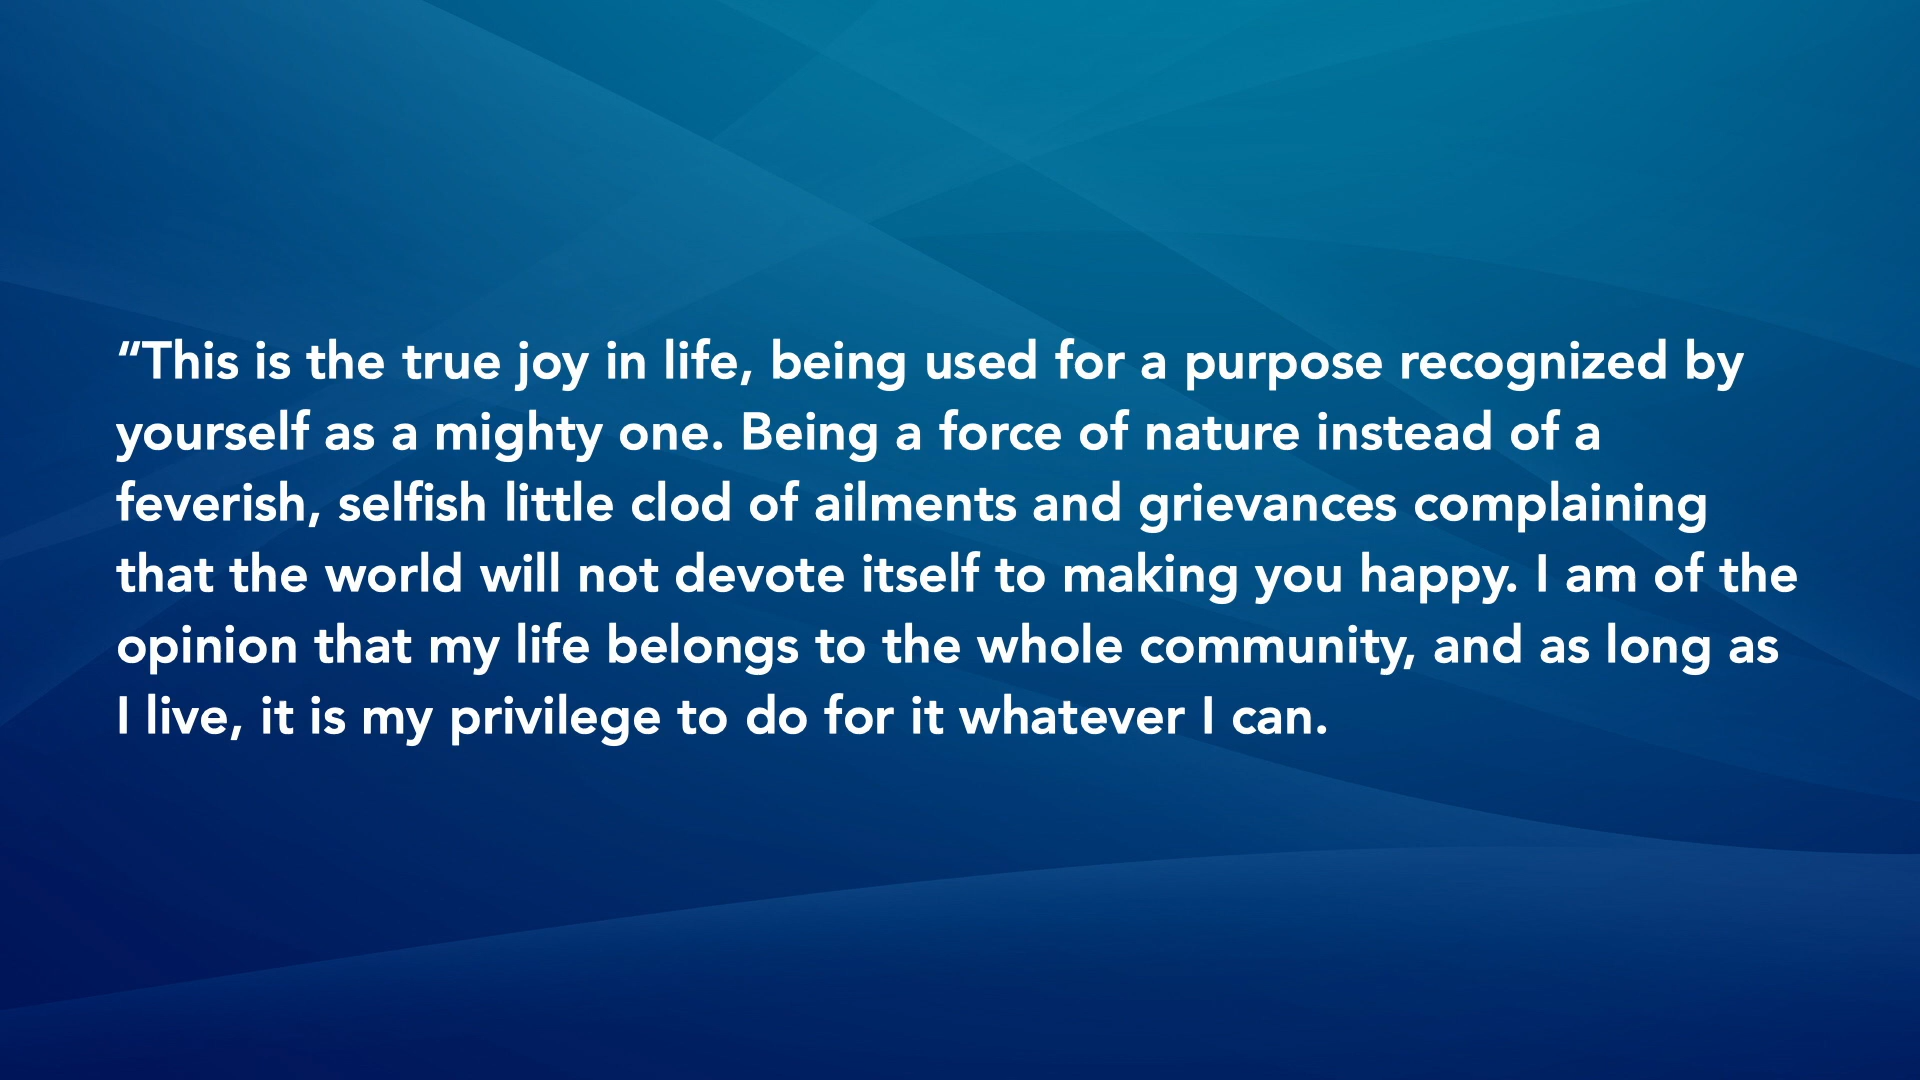 “This is the true joy in life, being used for a purpose recognized by
yourself as a mighty one. Being a force of nature instead of a
feverish, selfish little clod of ailments and grievances complaining
that the world will not devote itself to making you happy. I am of the
opinion that my life belongs to the whole community, and as long as
I live, it is my privilege to do for it whatever I can.